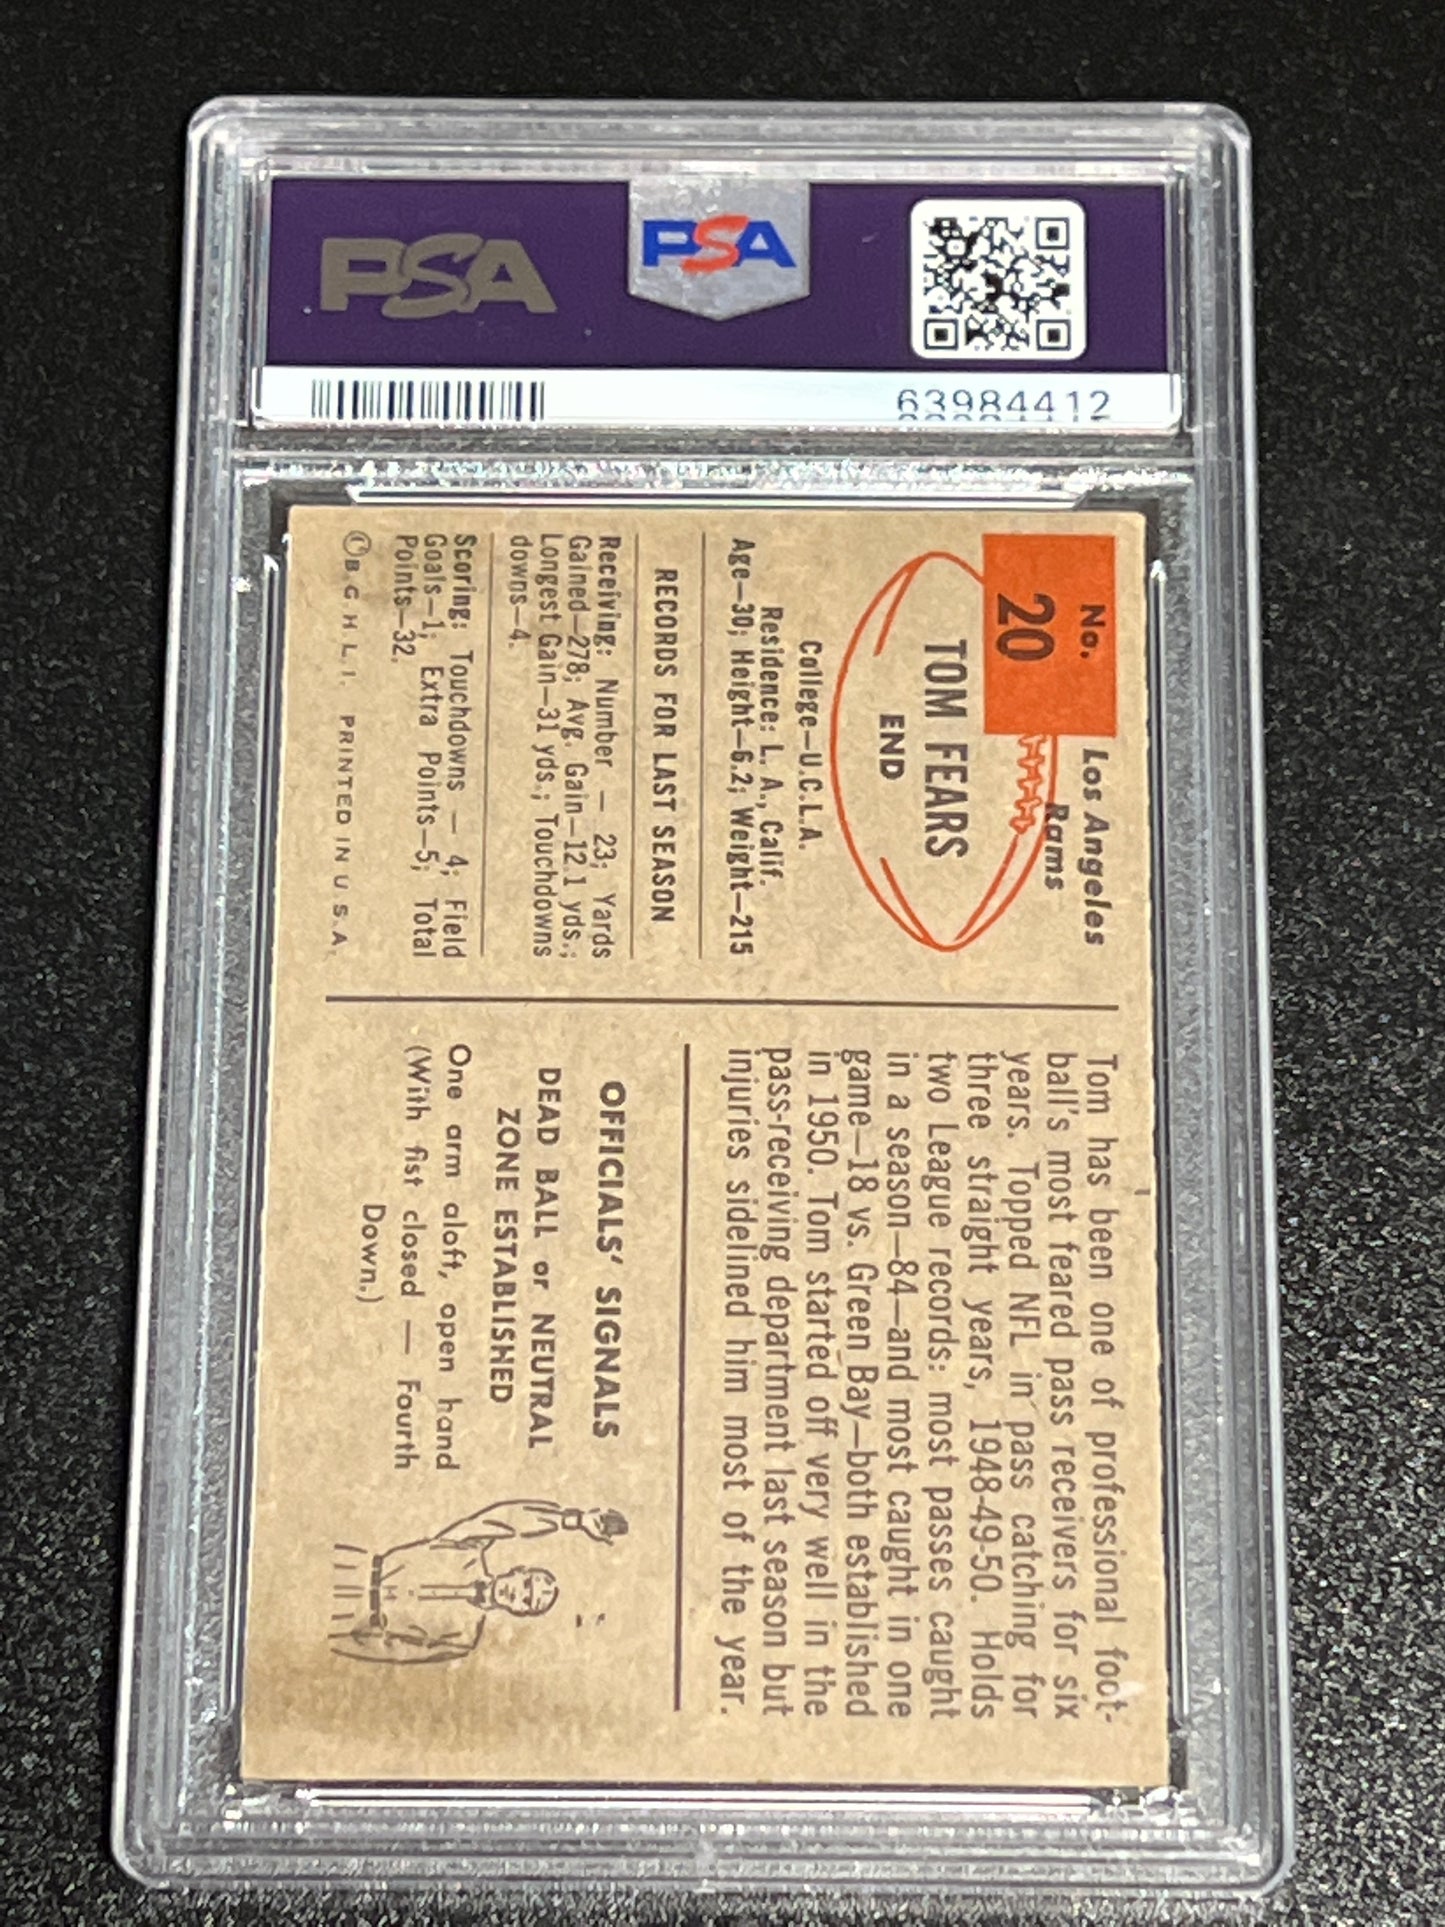 PSA
PSA
63984412
No.
20
Los Angeles
Rams
TOM FEARS
END
College—U.C.L.A.
Residence: L. A., Calif.
Age—30; Height—6.2; Weight—215
RECORDS FOR LAST SEASON
Receiving: Number — 23; Yards
Gained—278; Avg. Gain—12.1 yds.;
Longest Gain—31 yds.; Touchdowns
downs—4.
Scoring: Touchdowns — 4; Field
Goals—1; Extra Points—5; Total
Points—32.
©B.G.H.L.I. PRINTED IN U.S.A.
Tom has been one of professional foot-
ball's most feared pass receivers for six
years. Topped NFL in pass catching for
three straight years, 1948-49-50. Holds
two League records: most passes caught
in a season—84—and most caught in one
game—18 vs. Green Bay—both established
in 1950. Tom started off very well in the
pass-receiving department last season but
injuries sidelined him most of the year.
OFFICIALS' SIGNALS
DEAD BALL or NEUTRAL
ZONE ESTABLISHED
One arm aloft, open hand
(With fist closed — Fourth
Down.)